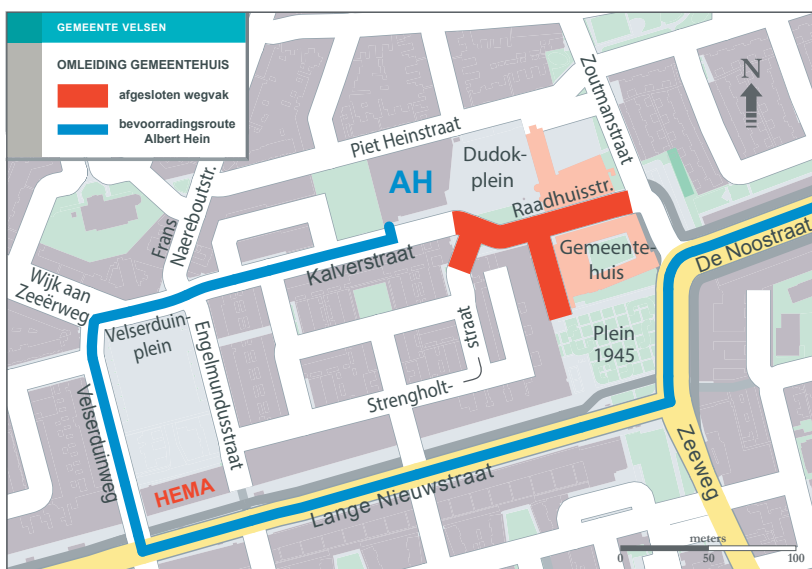 GEMEENTE VELSEN
OMLEIDING GEMEENTEHUIS
afgesloten wegvak
bevoorradingsroute
Albert Hein
N
Zoutmanstraat
Piet Heinstraat
Dudok-
plein
AH
Raadhuisstr.
Frans
Naereboutstr.
Gemeente-
huis
De Noostraat
Kalverstraat
Wijk aan
Zeeërweg
Velserduin-
plein
Engelmundusstraat
straat
Strengholt-
Plein
1945
Velserduinweg
HEMA
Lange Nieuwstraat
Zeeweg
meters
0
50
100